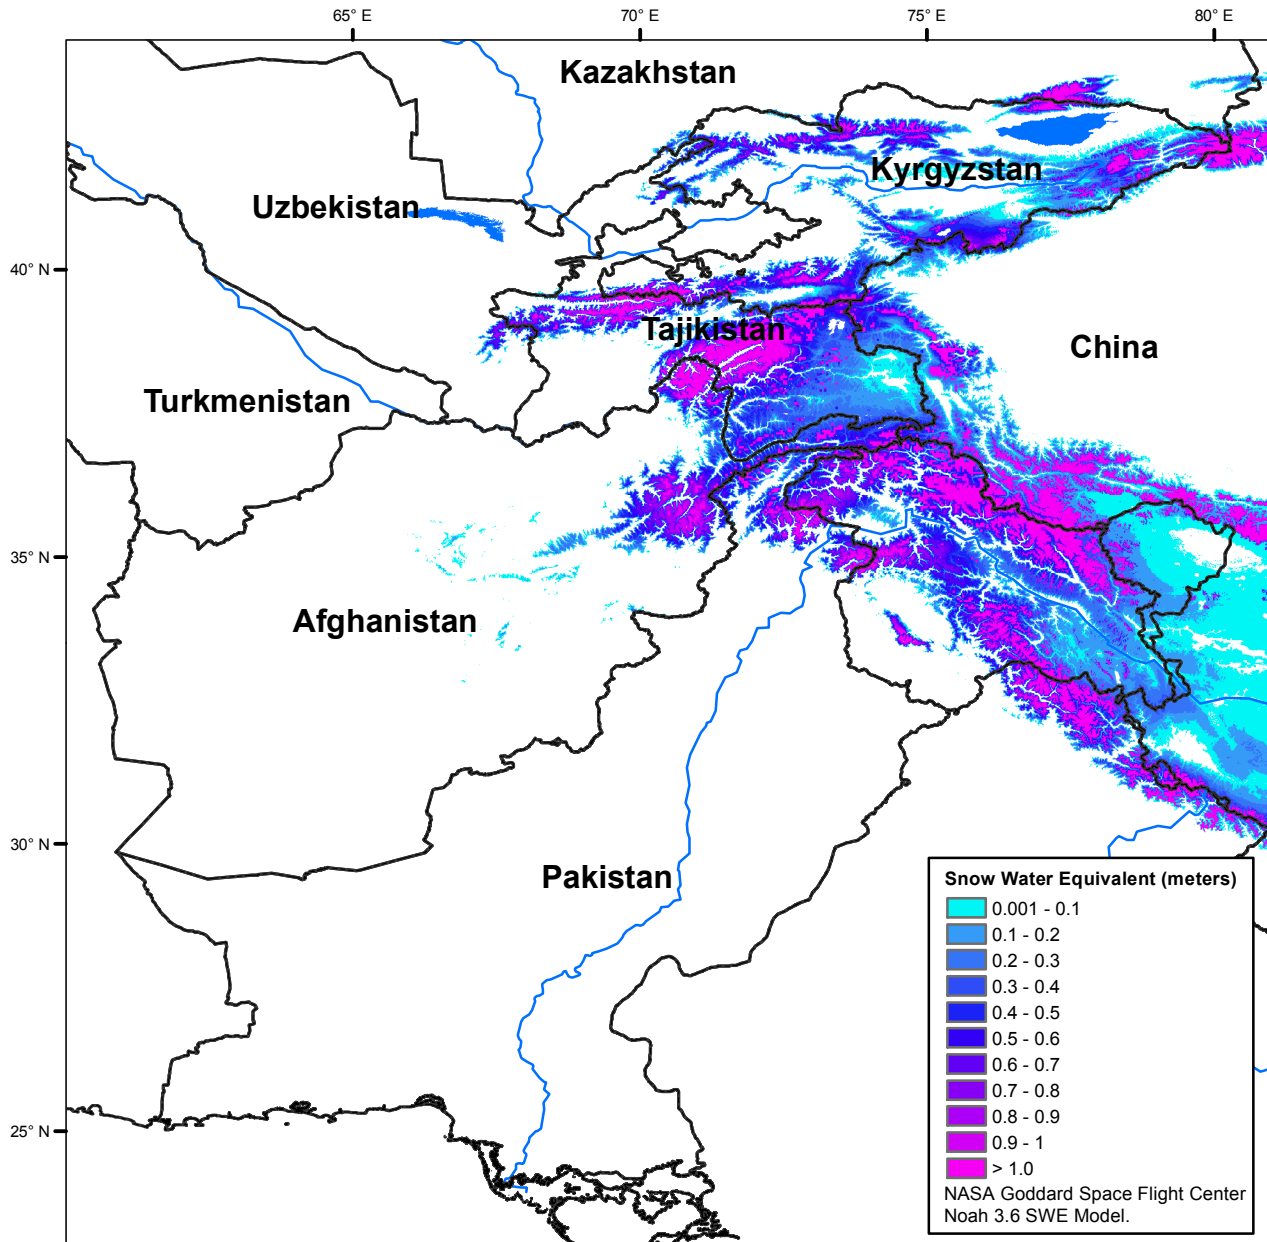 65° E
70° E
75° E
80° E
Kazakhstan
Kyrgyzstan
Uzbekistan
40° N
Tajikistan
China
Turkmenistan
35° N
Afghanistan
30° N
Pakistan
25° N
Snow Water Equivalent (meters)
0.001 - 0.1
0.1 - 0.2
0.2 - 0.3
0.3 - 0.4
0.4 - 0.5
0.5 - 0.6
0.6 - 0.7
0.7 - 0.8
0.8 - 0.9
0.9 - 1
> 1.0
NASA Goddard Space Flight Center
Noah 3.6 SWE Model.